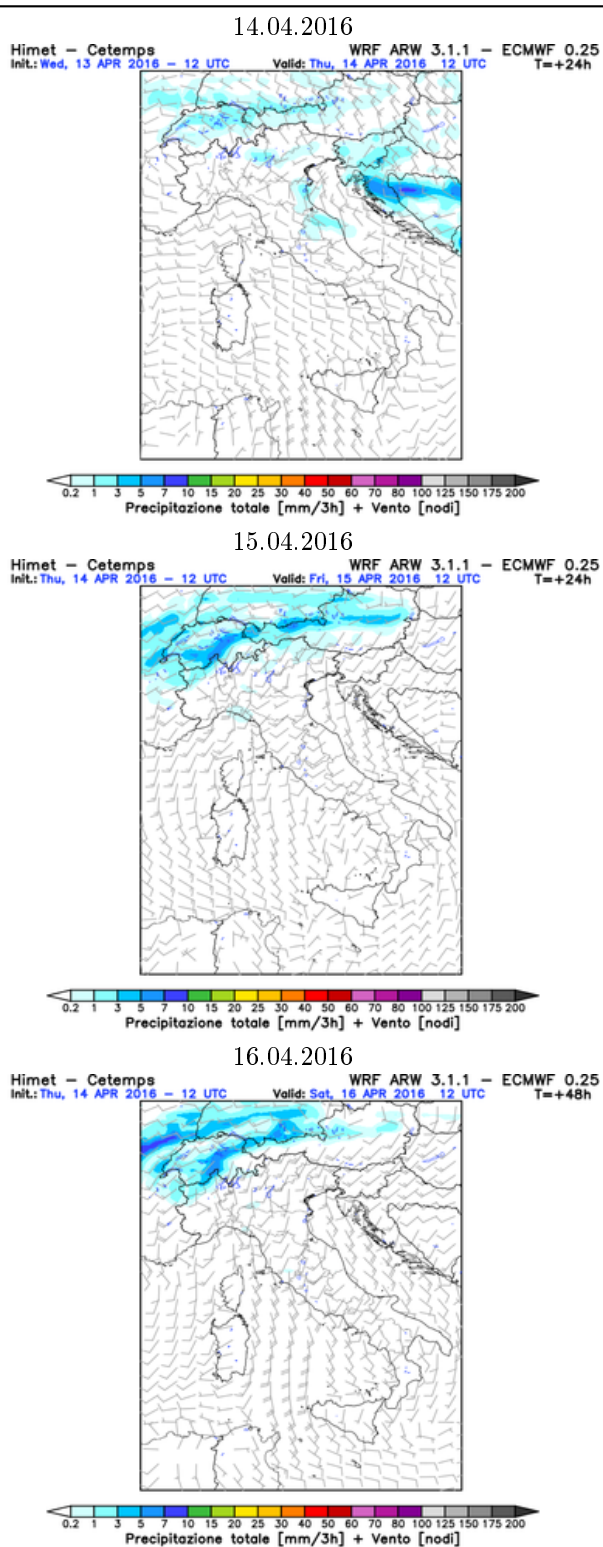 14.04.2016
Himet – Cetemps WRF ARW 3.1.1 – ECMWF 0.25
Init.: Wed, 13 APR 2016 – 12 UTC Valid: Thu, 14 APR 2016 12 UTC T=+24h
0.2 1 3 5 7 10 15 20 25 30 40 50 60 70 80 100 125 150 175 200
Precipitazione totale [mm/3h] + Vento [nodi]
15.04.2016
Himet – Cetemps WRF ARW 3.1.1 – ECMWF 0.25
Init.: Thu, 14 APR 2016 – 12 UTC Valid: Fri, 15 APR 2016 12 UTC T=+24h
0.2 1 3 5 7 10 15 20 25 30 40 50 60 70 80 100 125 150 175 200
Precipitazione totale [mm/3h] + Vento [nodi]
16.04.2016
Himet – Cetemps WRF ARW 3.1.1 – ECMWF 0.25
Init.: Thu, 14 APR 2016 – 12 UTC Valid: Sat, 16 APR 2016 12 UTC T=+48h
0.2 1 3 5 7 10 15 20 25 30 40 50 60 70 80 100 125 150 175 200
Precipitazione totale [mm/3h] + Vento [nodi]